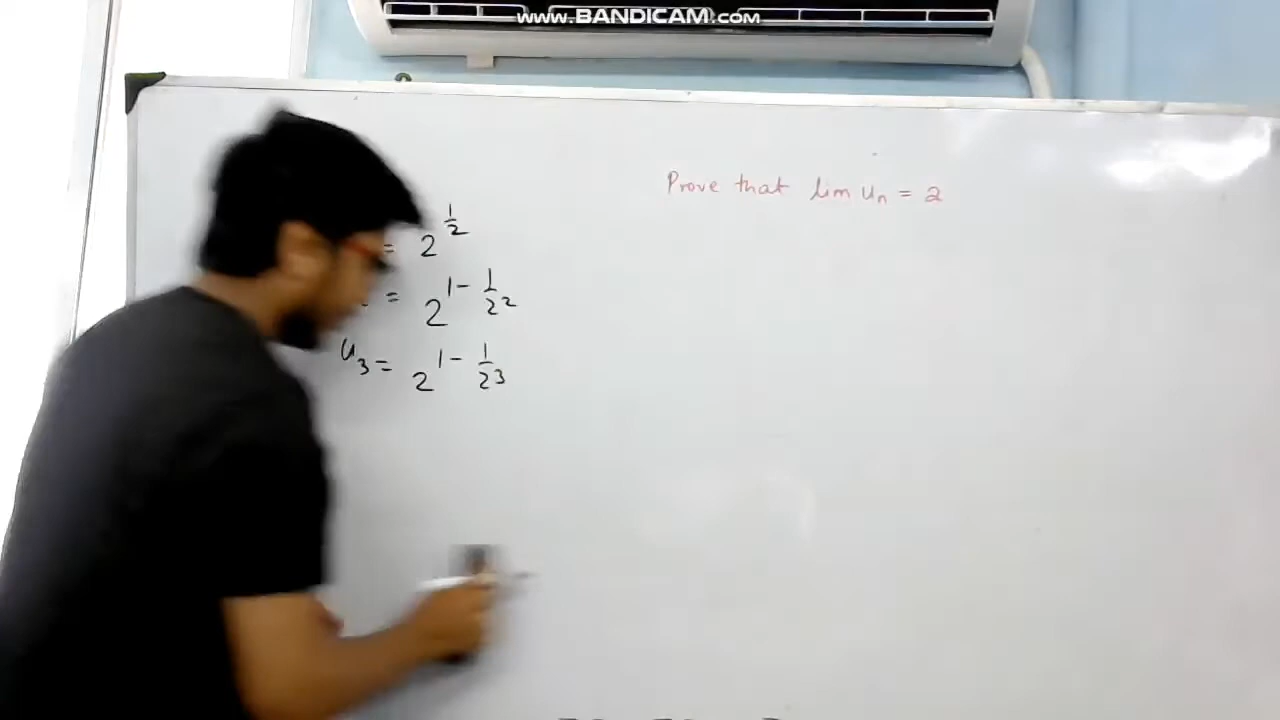 www.BANDICAM.com
Prove that lim uₙ = 2
= 2^{1/2}
= 2^{1 - 1/2²}
u₃ = 2^{1 - 1/2³}